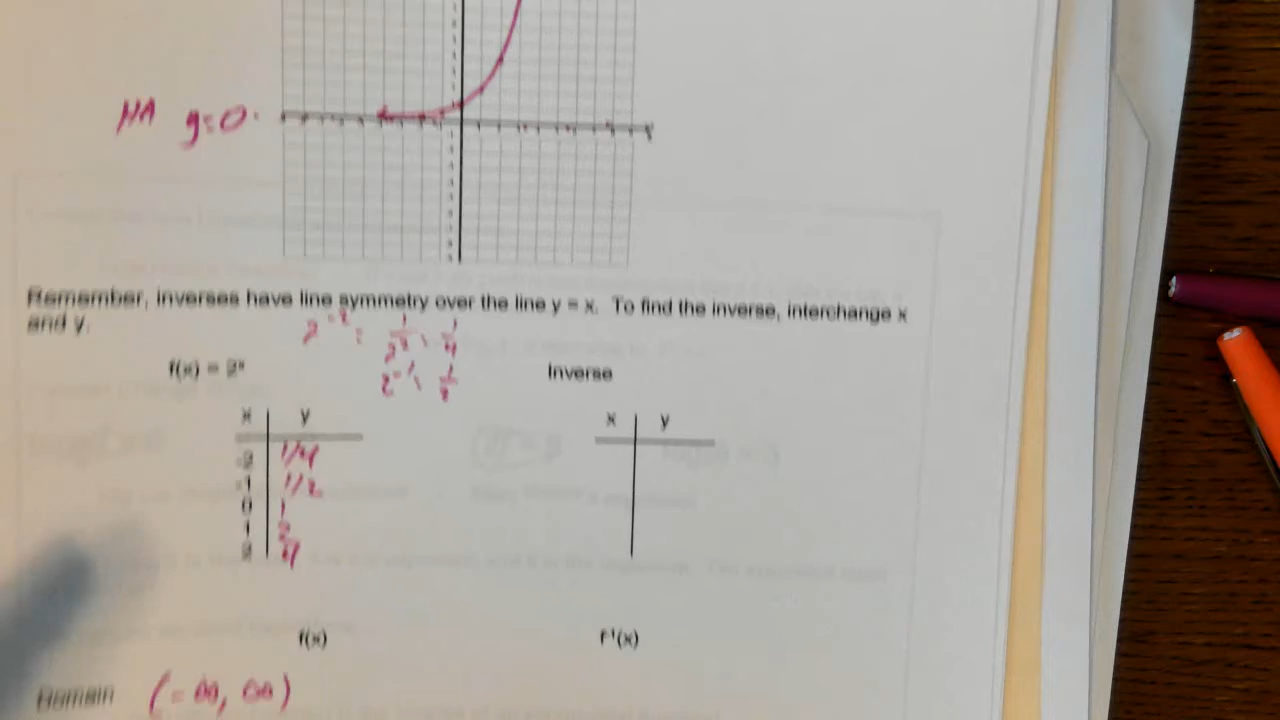 HA y=0
Remember, inverses have line symmetry over the line y = x. To find the inverse, interchange x
and y.
2⁻² = 1/2² = 1/4
2⁻¹ = 1/2
f(x) = 2ˣ Inverse
x y x y
-2 1/4
-1 1/2
0 1
1 2
2 4
f(x) f⁻¹(x)
Domain (-∞, ∞)